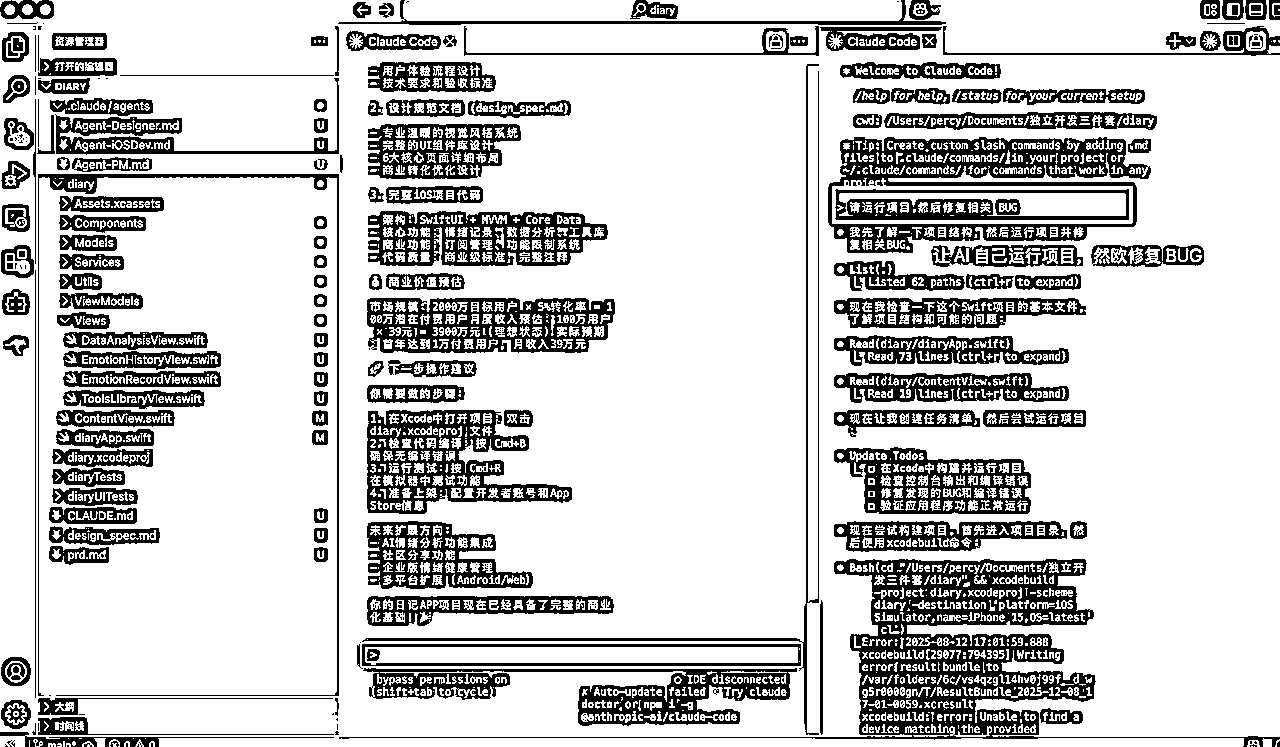 diary
资源管理器
打开的编辑器
DIARY
.claude/agents
Agent-Designer.md U
Agent-iOSDev.md U
Agent-PM.md U
diary
Assets.xcassets
Components
Models
Services
Utils
ViewModels
Views
DataAnalysisView.swift U
EmotionHistoryView.swift U
EmotionRecordView.swift U
ToolsLibraryView.swift U
ContentView.swift M
diaryApp.swift M
diary.xcodeproj
diaryTests
diaryUITests
CLAUDE.md U
design_spec.md U
prd.md U
大纲
时间线
main*
0 0
Claude Code
- 用户体验流程设计
- 技术要求和验收标准
2. 设计规范文档 (design_spec.md)
- 专业温暖的视觉风格系统
- 完整的UI组件库设计
- 6大核心页面详细布局
- 商业转化优化设计
3. 完整iOS项目代码
- 架构：SwiftUI + MVVM + Core Data
- 核心功能：情绪记录、数据分析、工具库
- 商业功能：订阅管理、功能限制系统
- 代码质量：商业级标准，完整注释
💰 商业价值预估
市场规模：2000万目标用户 × 5%转化率 = 1
00万潜在付费用户月度收入预估：100万用户
 × 39元 = 3900万元（理想状态）实际预期
：首年达到1万付费用户，月收入39万元
下一步操作建议
你需要做的步骤：
1. 在Xcode中打开项目：双击
diary.xcodeproj 文件
2. 检查代码编译：按 Cmd+B
确保无编译错误
3. 运行测试：按 Cmd+R
在模拟器中测试功能
4. 准备上架：配置开发者账号和App
Store信息
未来扩展方向：
- AI情绪分析功能集成
- 社区分享功能
- 企业版情绪健康管理
- 多平台扩展 (Android/Web)
你的日记APP项目现在已经具备了完整的商业
化基础！
>
bypass permissions on
(shift+tab to cycle)
IDE disconnected
✗ Auto-update failed · Try claude
doctor or npm i -g
@anthropic-ai/claude-code
Claude Code
Welcome to Claude Code!
/help for help, /status for your current setup
cwd: /Users/percy/Documents/独立开发三件套/diary
Tip: Create custom slash commands by adding .md
files to .claude/commands/ in your project or
~/.claude/commands/ for commands that work in any
project
> 请运行项目,然后修复相关 BUG
我先了解一下项目结构，然后运行项目并修
复相关BUG。
让 AI 自己运行项目，然欧修复 BUG
List(.)
Listed 62 paths (ctrl+r to expand)
现在我检查一下这个Swift项目的基本文件，
了解项目结构和可能的问题：
Read(diary/diaryApp.swift)
Read 73 lines (ctrl+r to expand)
Read(diary/ContentView.swift)
Read 19 lines (ctrl+r to expand)
现在让我创建任务清单，然后尝试运行项目
：
Update Todos
在Xcode中构建并运行项目
检查控制台输出和编译错误
修复发现的BUG和编译错误
验证应用程序功能正常运行
现在尝试构建项目。首先进入项目目录，然
后使用xcodebuild命令：
Bash(cd "/Users/percy/Documents/独立开
发三件套/diary" && xcodebuild
-project diary.xcodeproj -scheme
diary -destination 'platform=iOS
Simulator,name=iPhone 15,OS=latest'
Error: 2025-08-12 17:01:59.888
xcodebuild[29077:794395] Writing
error result bundle to
/var/folders/6c/vs4qzgl14hv0j99f__d_w
g5r0000gn/T/ResultBundle_2025-12-08_1
7-01-0059.xcresult
xcodebuild: error: Unable to find a
device matching the provided